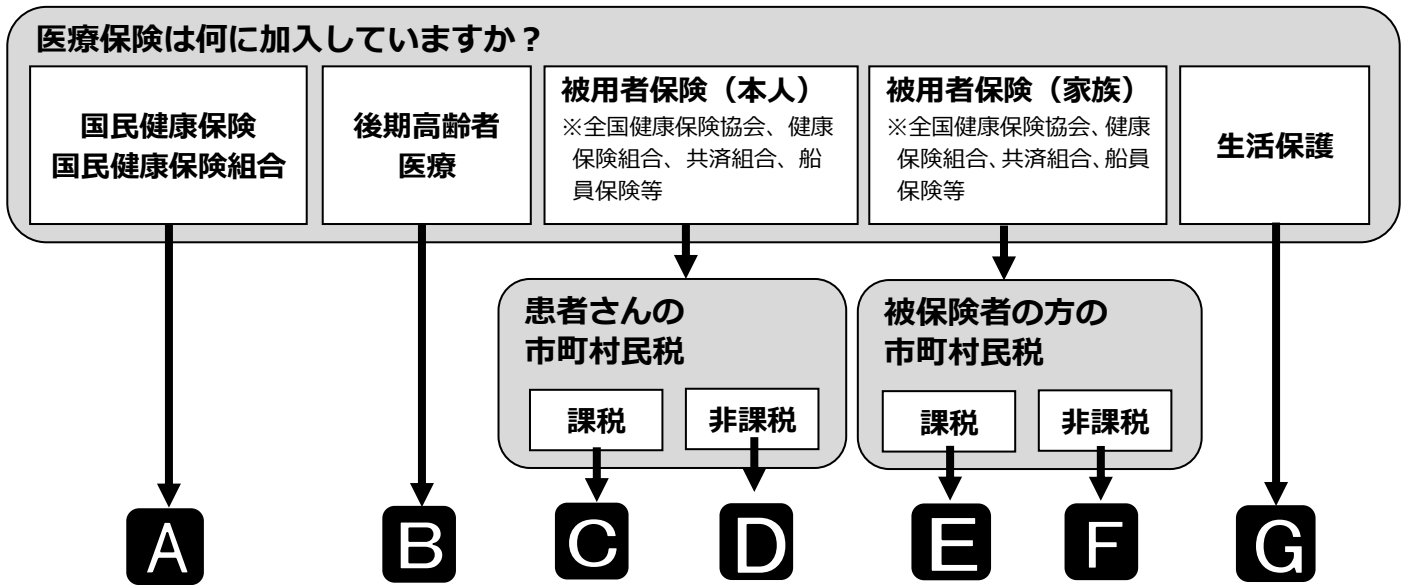 医療保険は何に加入していますか？
国民健康保険
国民健康保険組合
後期高齢者
医療
被用者保険（本人）
※全国健康保険協会、健康
保険組合、共済組合、船
員保険等
被用者保険（家族）
※全国健康保険協会、健康
保険組合、共済組合、船員
保険等
生活保護
患者さんの
市町村民税
課税
非課税
被保険者の方の
市町村民税
課税
非課税
A
B
C
D
E
F
G